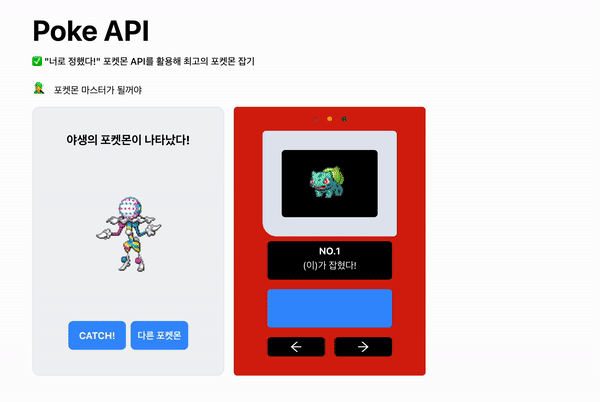 Poke API
✅ "너로 정했다!" 포켓몬 API를 활용해 최고의 포켓몬 잡기
포켓몬 마스터가 될꺼야
야생의 포켓몬이 나타났다!
CATCH!
다른 포켓몬
NO.1
(이)가 잡혔다!